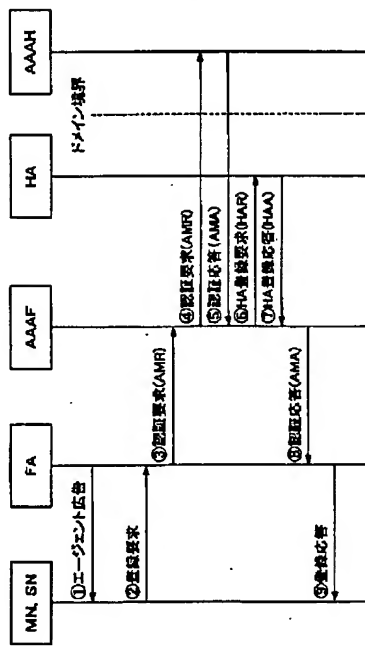 MN, SN
FA
AAAF
HA
AAAH
ドメイン境界
①エージェント広告
②登録要求
③認証要求(AMR)
④認証要求(AMR)
⑤認証応答(AMA)
⑥HA登録要求(HAR)
⑦HA登録応答(HAA)
⑧認証応答(AMA)
⑨登録応答